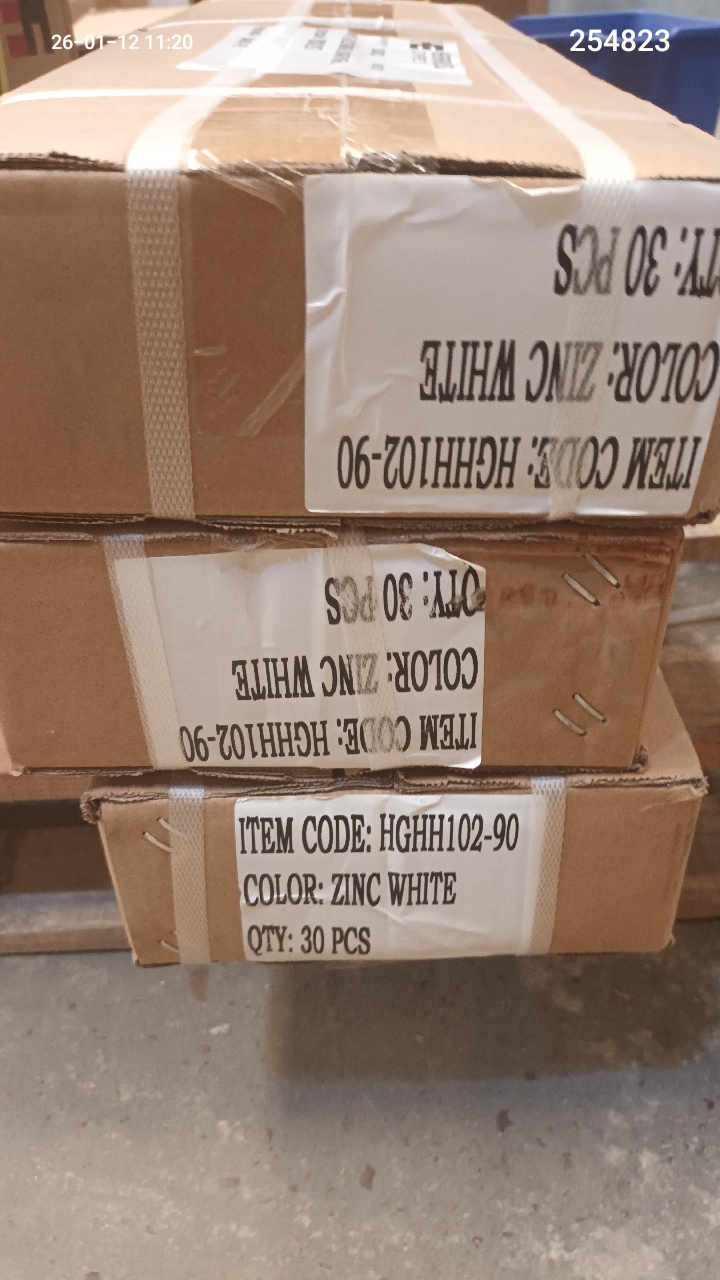 26-01-12 11:20
254823
TY: 30 PCS
COLOR: ZINC WHITE
ITEM CODE: HGHH102-90
QTY: 30 PCS
COLOR: ZINC WHITE
ITEM CODE: HGHH102-90
ITEM CODE: HGHH102-90
COLOR: ZINC WHITE
QTY: 30 PCS